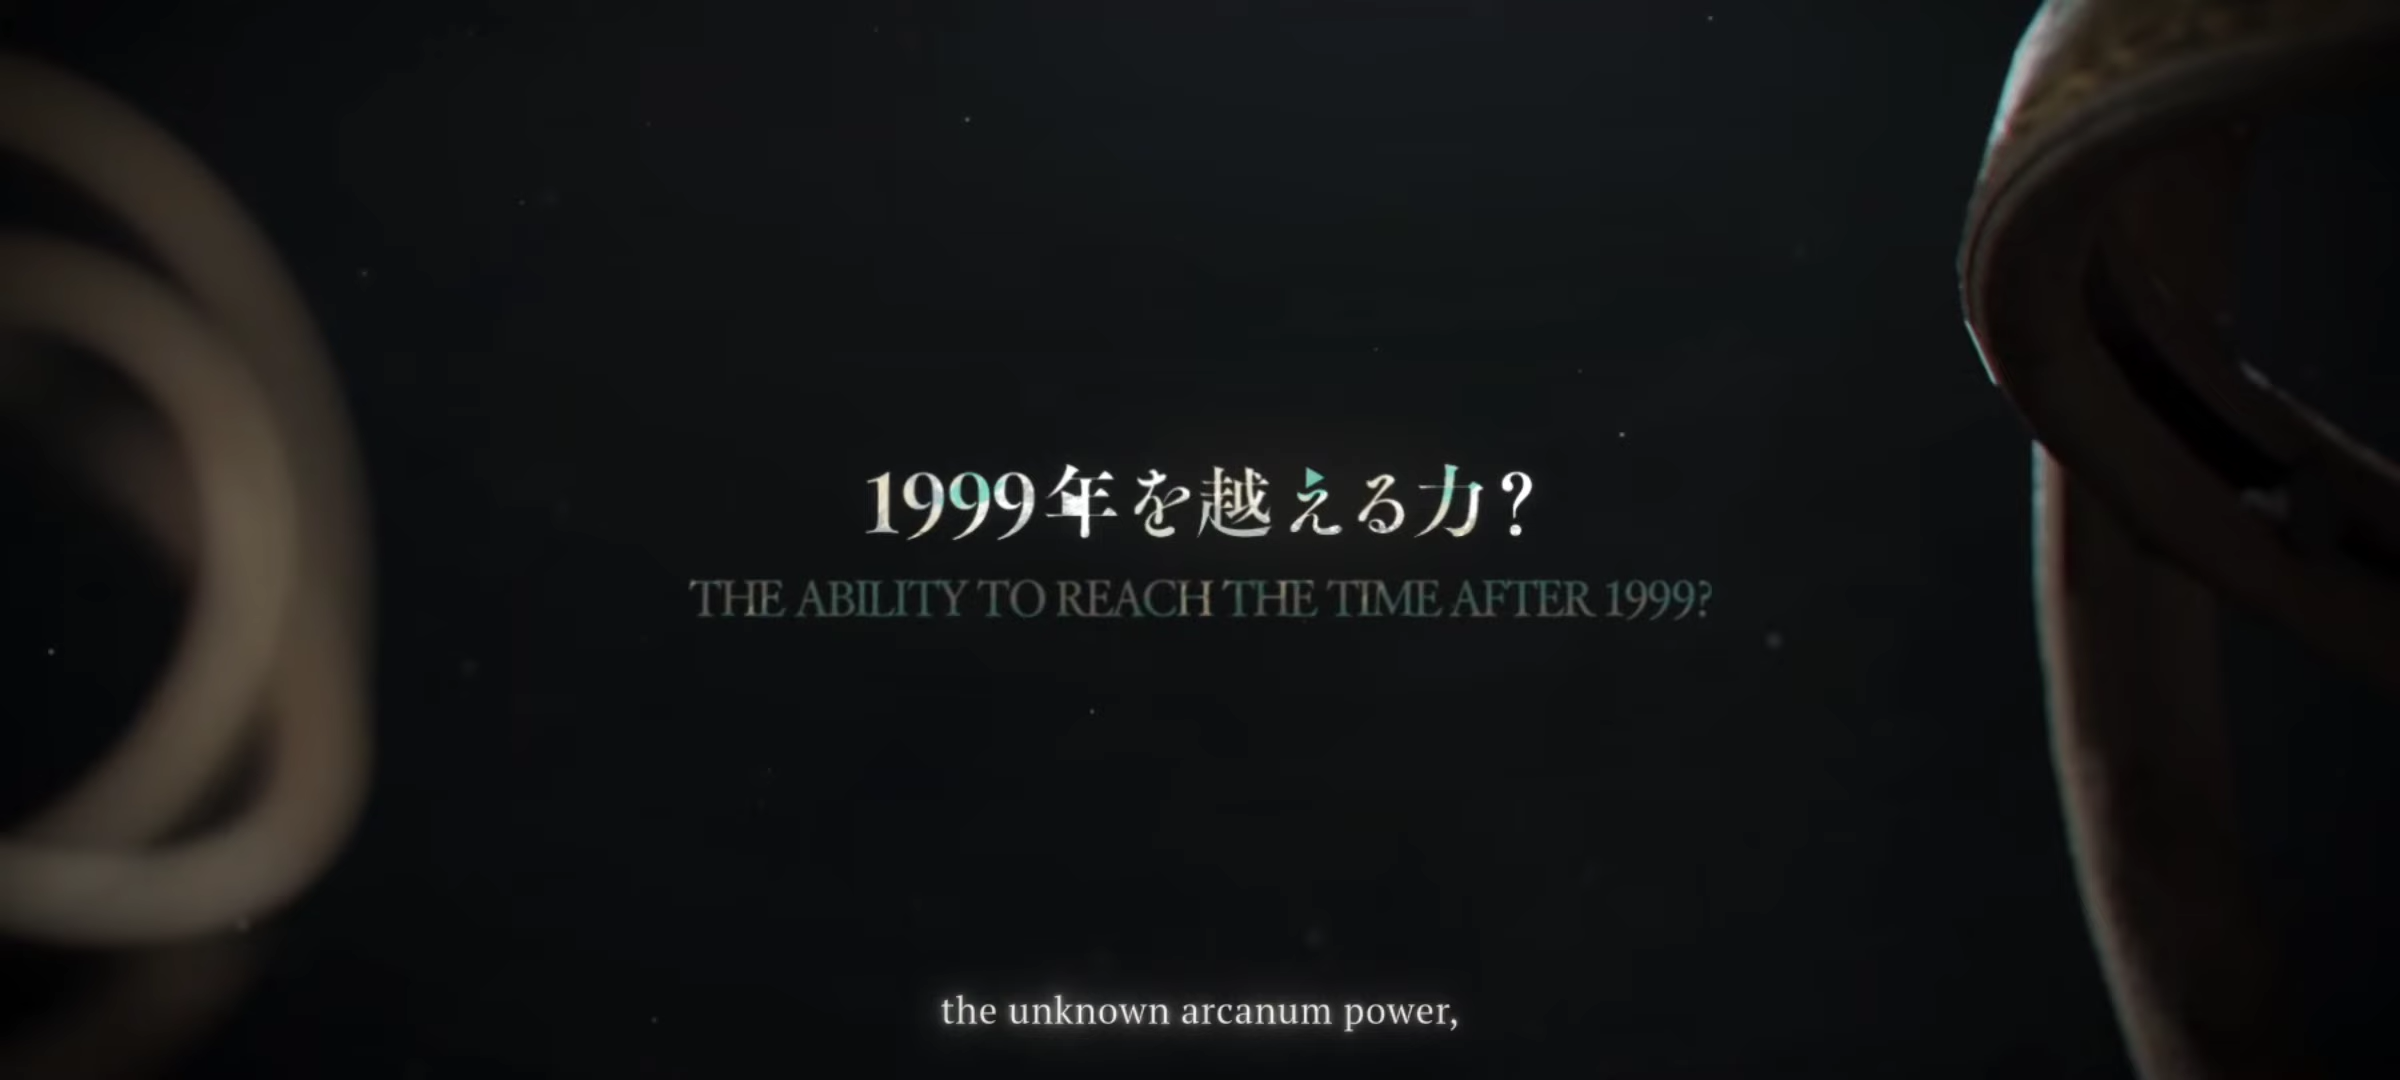 1999年を越える力?
THE ABILITY TO REACH THE TIME AFTER 1999?
the unknown arcanum power,